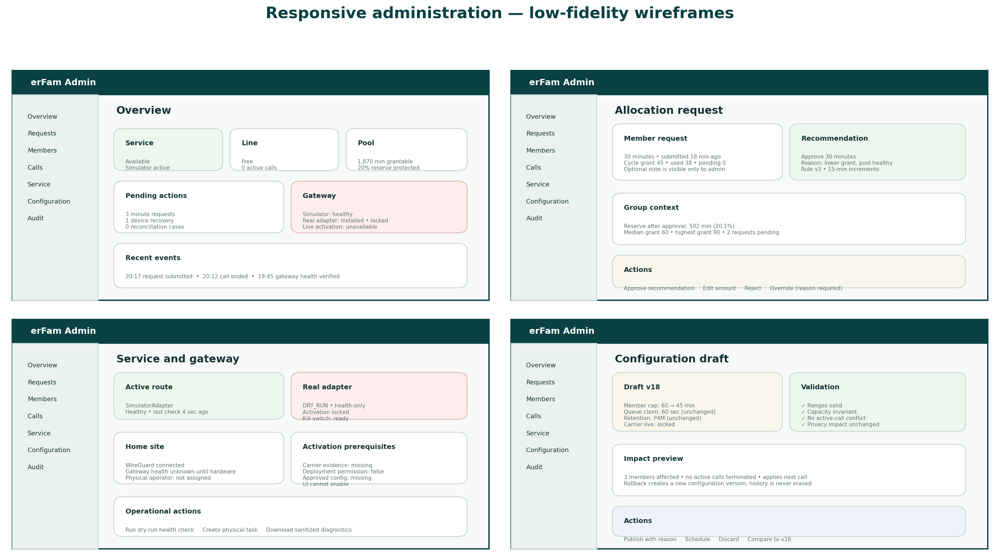 Responsive administration — low-fidelity wireframes
erFam Admin
Overview
Requests
Members
Calls
Service
Configuration
Audit
Overview
Service
Available
Simulator active
Line
Free
0 active calls
Pool
1,870 min grantable
20% reserve protected
Pending actions
3 minute requests
1 device recovery
0 reconciliation cases
Gateway
Simulator: healthy
Real adapter: installed • locked
Live activation: unavailable
Recent events
20:17 request submitted • 20:12 call ended • 19:45 gateway health verified
erFam Admin
Overview
Requests
Members
Calls
Service
Configuration
Audit
Allocation request
Member request
30 minutes • submitted 18 min ago
Cycle grant 45 • used 38 • pending 0
Optional note is visible only to admin
Recommendation
Approve 30 minutes
Reason: lower grant, pool healthy
Rule v3 • 15-min increments
Group context
Reserve after approval: 502 min (20.1%)
Median grant 60 • highest grant 90 • 2 requests pending
Actions
Approve recommendation Edit amount Reject Override (reason required)
erFam Admin
Overview
Requests
Members
Calls
Service
Configuration
Audit
Service and gateway
Active route
SimulatorAdapter
Healthy • last check 4 sec ago
Real adapter
DRY_RUN • health-only
Activation locked
Kill switch: ready
Home site
WireGuard connected
Gateway health unknown until hardware
Physical operator: not assigned
Activation prerequisites
Carrier evidence: missing
Deployment permission: false
Approved config: missing
UI cannot enable
Operational actions
Run dry-run health check Create physical task Download sanitized diagnostics
erFam Admin
Overview
Requests
Members
Calls
Service
Configuration
Audit
Configuration draft
Draft v18
Member cap: 60 → 45 min
Queue claim: 60 sec (unchanged)
Retention: P4M (unchanged)
Carrier live: locked
Validation
✓ Ranges valid
✓ Capacity invariant
✓ No active-call conflict
✓ Privacy impact unchanged
Impact preview
3 members affected • no active calls terminated • applies next call
Rollback creates a new configuration version; history is never erased
Actions
Publish with reason Schedule Discard Compare to v16